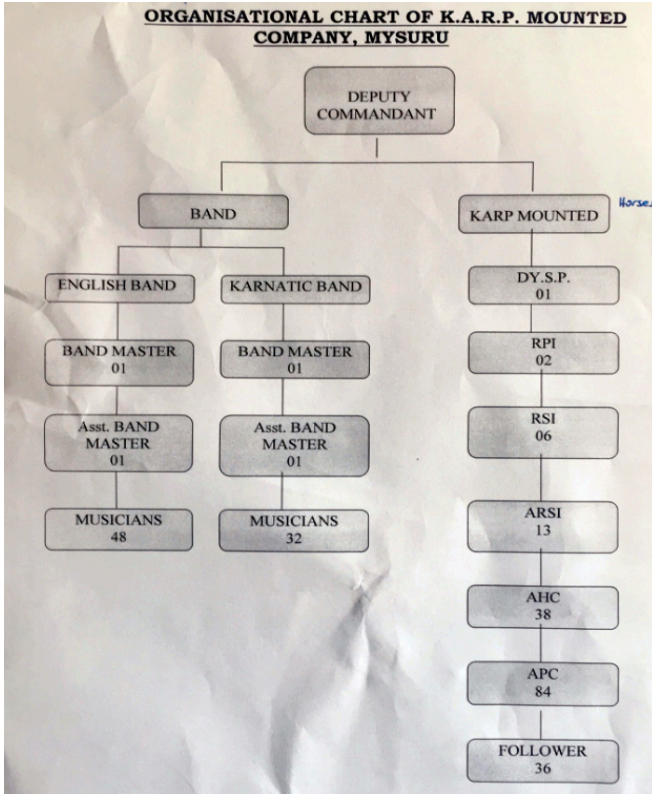 ORGANISATIONAL CHART OF K.A.R.P. MOUNTED
COMPANY, MYSURU
DEPUTY
COMMANDANT
BAND
KARP MOUNTED
Horse
ENGLISH BAND
KARNATIC BAND
BAND MASTER
01
Asst. BAND
MASTER
01
MUSICIANS
48
BAND MASTER
01
Asst. BAND
MASTER
01
MUSICIANS
32
DY.S.P.
01
RPI
02
RSI
06
ARSI
13
AHC
38
APC
84
FOLLOWER
36